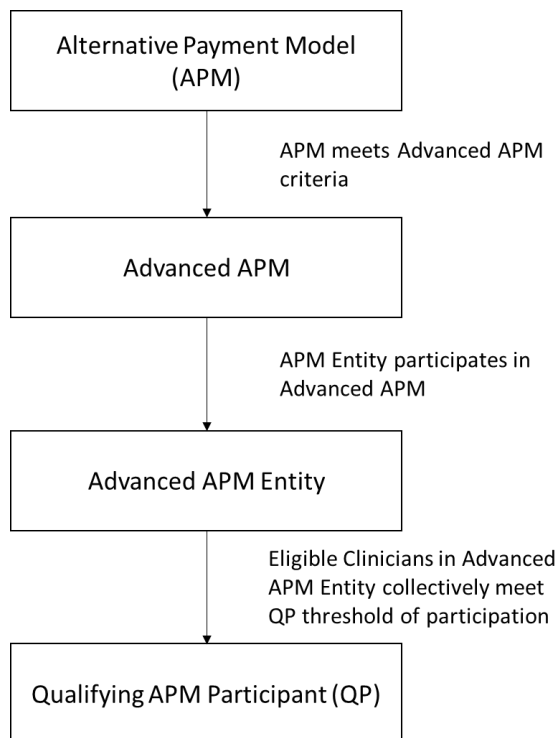 Alternative Payment Model
(APM)
APM meets Advanced APM
criteria
Advanced APM
APM Entity participates in
Advanced APM
Advanced APM Entity
Eligible Clinicians in Advanced
APM Entity collectively meet
QP threshold of participation
Qualifying APM Participant (QP)